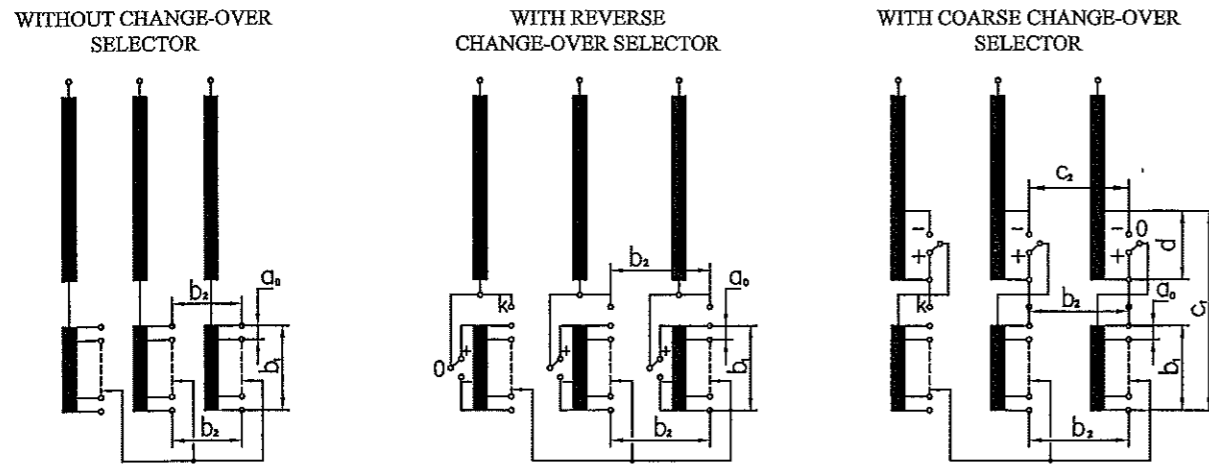 WITHOUT CHANGE-OVER
SELECTOR
b₂
a₀
b₁
b₂
WITH REVERSE
CHANGE-OVER SELECTOR
b₂
a₀
k
0
+
-
+
-
+
-
b₁
b₂
WITH COARSE CHANGE-OVER
SELECTOR
c₂
-
+
-
+
-
0
+
d
c₁
k
b₂
a₀
b₁
b₂